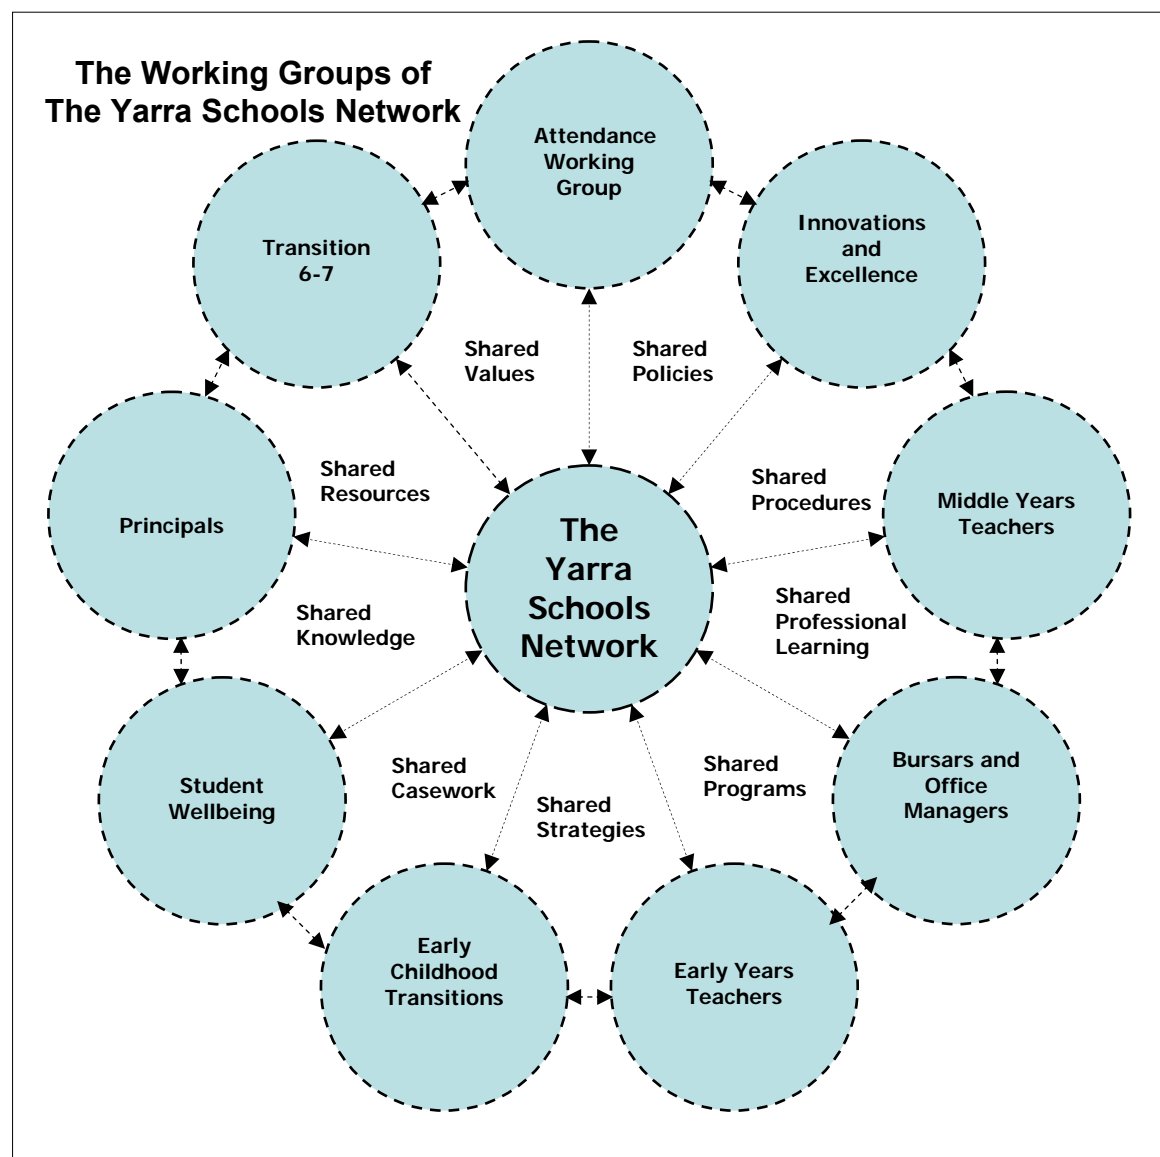 The Working Groups of
The Yarra Schools Network
Attendance
Working
Group
Innovations
and
Excellence
Transition
6-7
Shared
Values
Shared
Policies
Shared
Resources
Shared
Procedures
Principals
Middle Years
Teachers
The
Yarra
Schools
Network
Shared
Knowledge
Shared
Professional
Learning
Student
Wellbeing
Shared
Casework
Shared
Strategies
Shared
Programs
Bursars and
Office
Managers
Early
Childhood
Transitions
Early Years
Teachers